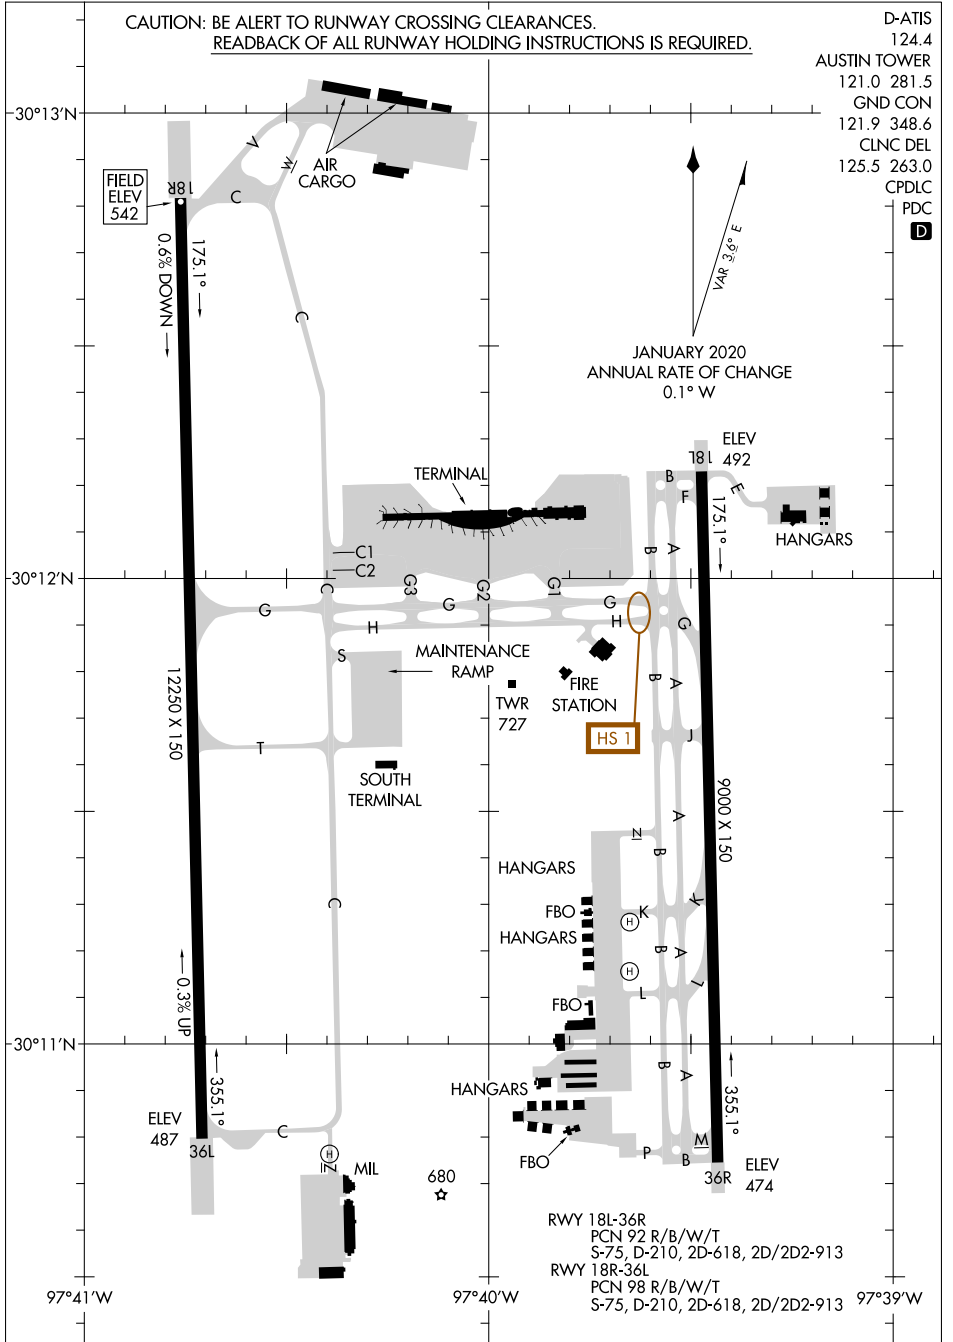 CAUTION: BE ALERT TO RUNWAY CROSSING CLEARANCES.
READBACK OF ALL RUNWAY HOLDING INSTRUCTIONS IS REQUIRED.
D-ATIS
124.4
AUSTIN TOWER
121.0 281.5
GND CON
121.9 348.6
CLNC DEL
125.5 263.0
CPDLC
PDC
D
30°13'N
V
W
AIR
CARGO
FIELD
ELEV
542
18R
C
175.1°
0.6% DOWN
C
VAR 3.6° E
JANUARY 2020
ANNUAL RATE OF CHANGE
0.1° W
ELEV
492
18L
B
F
E
TERMINAL
HANGARS
175.1°
C1
C2
B
A
30°12'N
C
G3
G2
G1
G
G
G
H
H
G
S
MAINTENANCE
RAMP
TWR
727
FIRE
STATION
B
A
HS 1
J
12250 X 150
T
SOUTH
TERMINAL
9000 X 150
A
N
B
HANGARS
C
FBO
K
K
H
HANGARS
B
A
H
L
L
0.3% UP
FBO
30°11'N
B
A
HANGARS
355.1°
355.1°
ELEV
487
36L
C
H
N
MIL
680
FBO
P
B
M
36R
ELEV
474
RWY 18L-36R
PCN 92 R/B/W/T
S-75, D-210, 2D-618, 2D/2D2-913
RWY 18R-36L
PCN 98 R/B/W/T
S-75, D-210, 2D-618, 2D/2D2-913
97°41'W
97°40'W
97°39'W